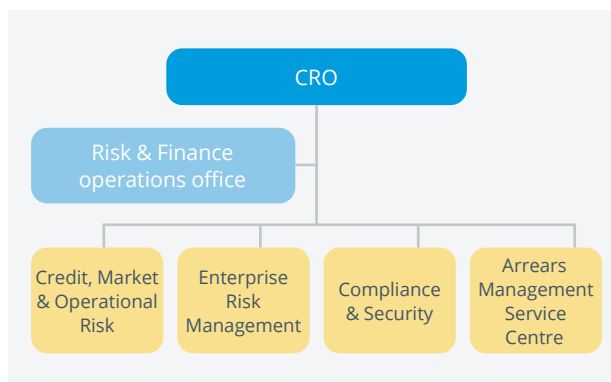 CRO
Risk & Finance
operations office
Credit, Market
& Operational
Risk
Enterprise
Risk
Management
Compliance
& Security
Arrears
Management
Service
Centre